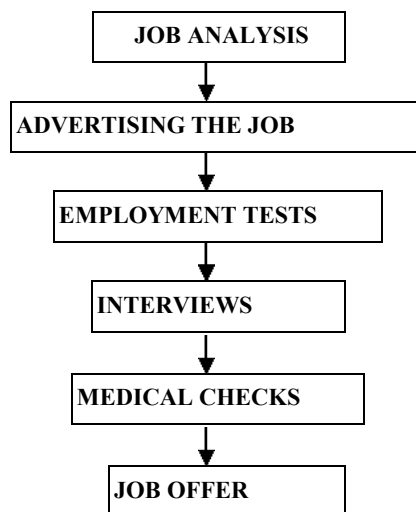 JOB ANALYSIS
ADVERTISING THE JOB
EMPLOYMENT TESTS
INTERVIEWS
MEDICAL CHECKS
JOB OFFER